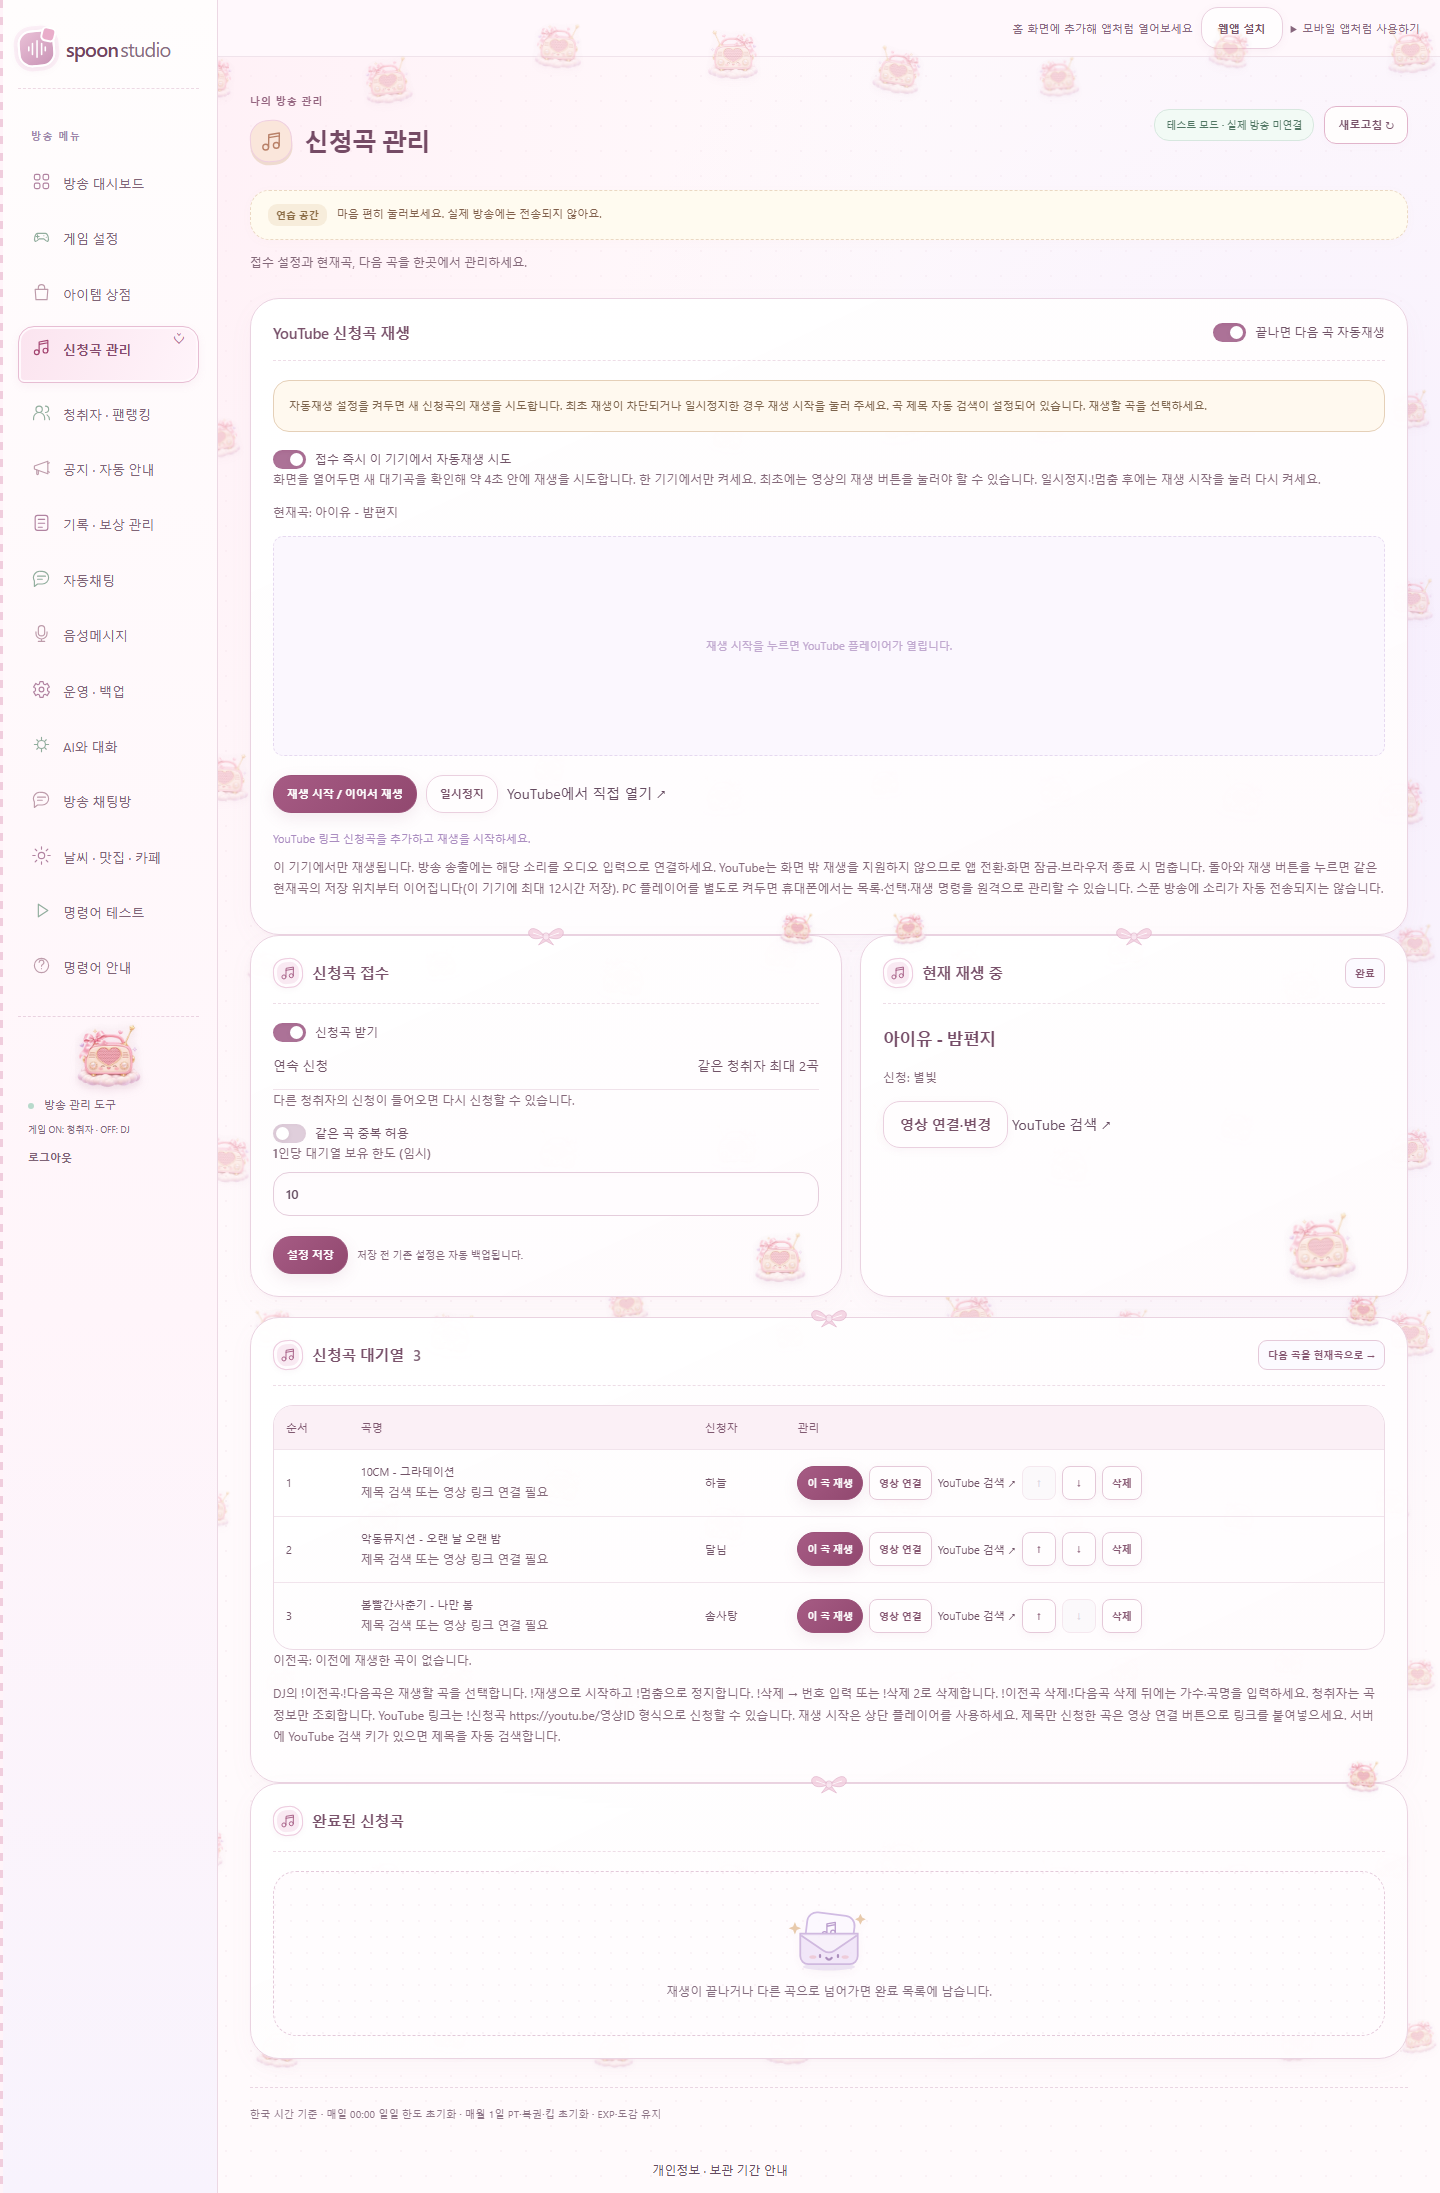 spoon studio
방송 메뉴
방송 대시보드
게임 설정
아이템 상점
신청곡 관리
청취자 · 팬랭킹
공지 · 자동 안내
기록 · 보상 관리
자동채팅
음성메시지
운영 · 백업
AI와 대화
방송 채팅방
날씨 · 맛집 · 카페
명령어 테스트
명령어 안내
방송 관리 도구
게임 ON: 청취자 · OFF: DJ
로그아웃
홈 화면에 추가해 앱처럼 열어보세요
웹앱 설치
▶ 모바일 앱처럼 사용하기
나의 방송 관리
신청곡 관리
테스트 모드 · 실제 방송 미연결
새로고침 ↻
연습 공간
마음 편히 눌러보세요. 실제 방송에는 전송되지 않아요.
접수 설정과 현재곡, 다음 곡을 한곳에서 관리하세요.
YouTube 신청곡 재생
끝나면 다음 곡 자동재생
자동재생 설정을 켜두면 새 신청곡의 재생을 시도합니다. 최초 재생이 차단되거나 일시정지한 경우 재생 시작을 눌러 주세요. 곡 제목 자동 검색이 설정되어 있습니다. 재생할 곡을 선택하세요.
접수 즉시 이 기기에서 자동재생 시도
화면을 열어두면 새 대기곡을 확인해 약 4초 안에 재생을 시도합니다. 한 기기에서만 켜세요. 최초에는 영상의 재생 버튼을 눌러야 할 수 있습니다. 일시정지·!멈춤 후에는 재생 시작을 눌러 다시 켜세요.
현재곡: 아이유 - 밤편지
재생 시작을 누르면 YouTube 플레이어가 열립니다.
재생 시작 / 이어서 재생
일시정지
YouTube에서 직접 열기 ↗
YouTube 링크 신청곡을 추가하고 재생을 시작하세요.
이 기기에서만 재생됩니다. 방송 송출에는 해당 소리를 오디오 입력으로 연결하세요. YouTube는 화면 밖 재생을 지원하지 않으므로 앱 전환·화면 잠금·브라우저 종료 시 멈춥니다. 돌아와 재생 버튼을 누르면 같은
현재곡의 저장 위치부터 이어집니다(이 기기에 최대 12시간 저장). PC 플레이어를 별도로 켜두면 휴대폰에서는 목록·선택·재생 명령을 원격으로 관리할 수 있습니다. 스푼 방송에 소리가 자동 전송되지는 않습니다.
신청곡 접수
신청곡 받기
연속 신청
같은 청취자 최대 2곡
다른 청취자의 신청이 들어오면 다시 신청할 수 있습니다.
같은 곡 중복 허용
1인당 대기열 보유 한도 (임시)
10
설정 저장
저장 전 기존 설정은 자동 백업됩니다.
현재 재생 중
완료
아이유 - 밤편지
신청: 별빛
영상 연결·변경
YouTube 검색 ↗
신청곡 대기열 3
다음 곡을 현재곡으로 →
순서 곡명 신청자 관리
1 10CM - 그라데이션 하늘 이 곡 재생 영상 연결 YouTube 검색 ↗ ↑ ↓ 삭제
제목 검색 또는 영상 링크 연결 필요
2 악동뮤지션 - 오랜 날 오랜 밤 달님 이 곡 재생 영상 연결 YouTube 검색 ↗ ↑ ↓ 삭제
제목 검색 또는 영상 링크 연결 필요
3 볼빨간사춘기 - 나만 봄 솜사탕 이 곡 재생 영상 연결 YouTube 검색 ↗ ↑ ↓ 삭제
제목 검색 또는 영상 링크 연결 필요
이전곡: 이전에 재생한 곡이 없습니다.
DJ의 !이전곡·!다음곡은 재생할 곡을 선택합니다. !재생으로 시작하고 !멈춤으로 정지합니다. !삭제 → 번호 입력 또는 !삭제 2로 삭제합니다. !이전곡 삭제·!다음곡 삭제 뒤에는 가수·곡명을 입력하세요. 청취자는 곡
정보만 조회합니다. YouTube 링크는 !신청곡 https://youtu.be/영상ID 형식으로 신청할 수 있습니다. 재생 시작은 상단 플레이어를 사용하세요. 제목만 신청한 곡은 영상 연결 버튼으로 링크를 붙여넣으세요. 서버
에 YouTube 검색 키가 있으면 제목을 자동 검색합니다.
완료된 신청곡
재생이 끝나거나 다른 곡으로 넘어가면 완료 목록에 남습니다.
한국 시간 기준 · 매일 00:00 일일 한도 초기화 · 매월 1일 PT·복권·킵 초기화 · EXP·도감 유지
개인정보 · 보관 기간 안내